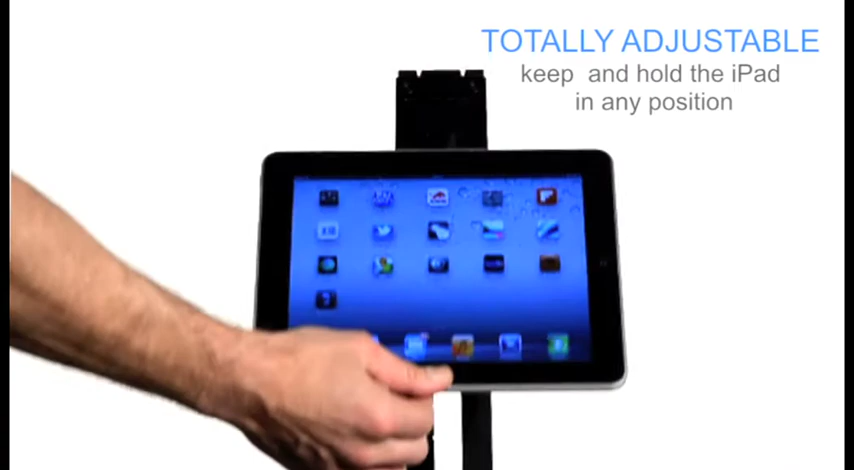 TOTALLY ADJUSTABLE
keep and hold the iPad
in any position